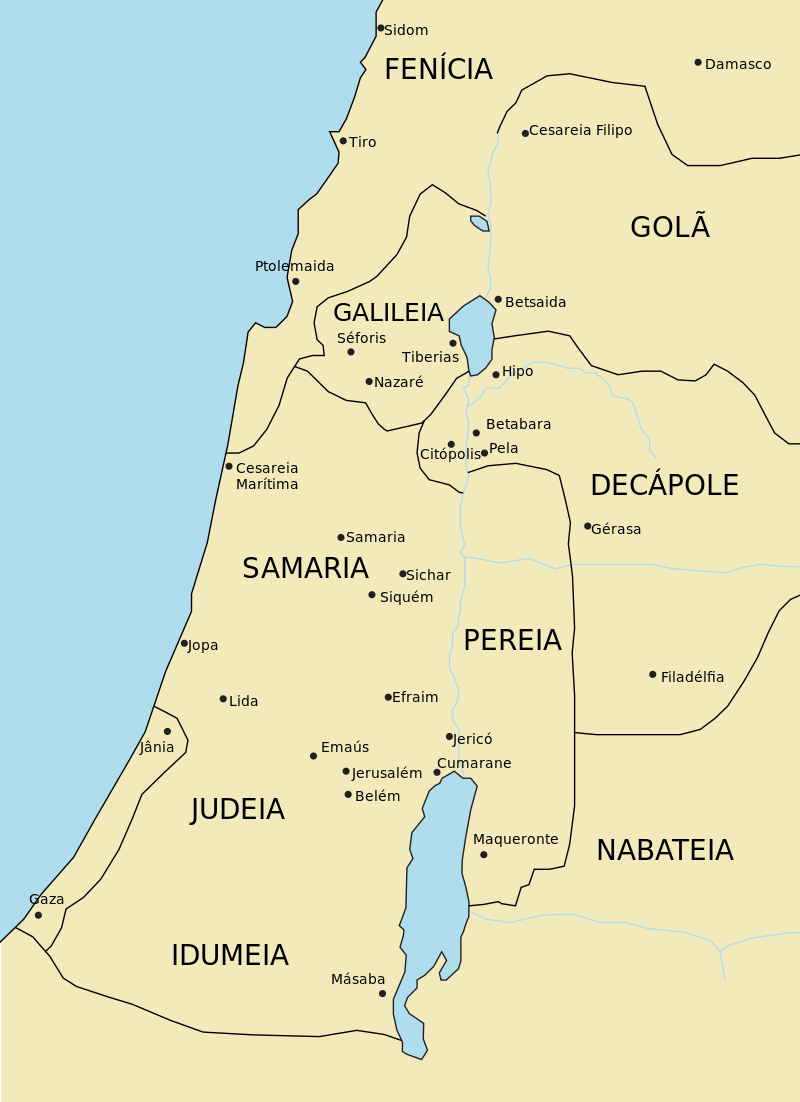 Sidom
FENÍCIA
Damasco
Cesareia Filipo
Tiro
GOLÃ
Ptolemaida
Betsaida
GALILEIA
Séforis
Tiberias
Hipo
Nazaré
Betabara
Citópolis
Pela
Cesareia
Marítima
DECÁPOLE
Gérasa
Samaria
SAMARIA
Sichar
Siquém
PEREIA
Jopa
Filadélfia
Efraim
Lida
Jericó
Jânia
Emaús
Cumarane
Jerusalém
Belém
JUDEIA
Maqueronte
NABATEIA
Gaza
IDUMEIA
Másaba